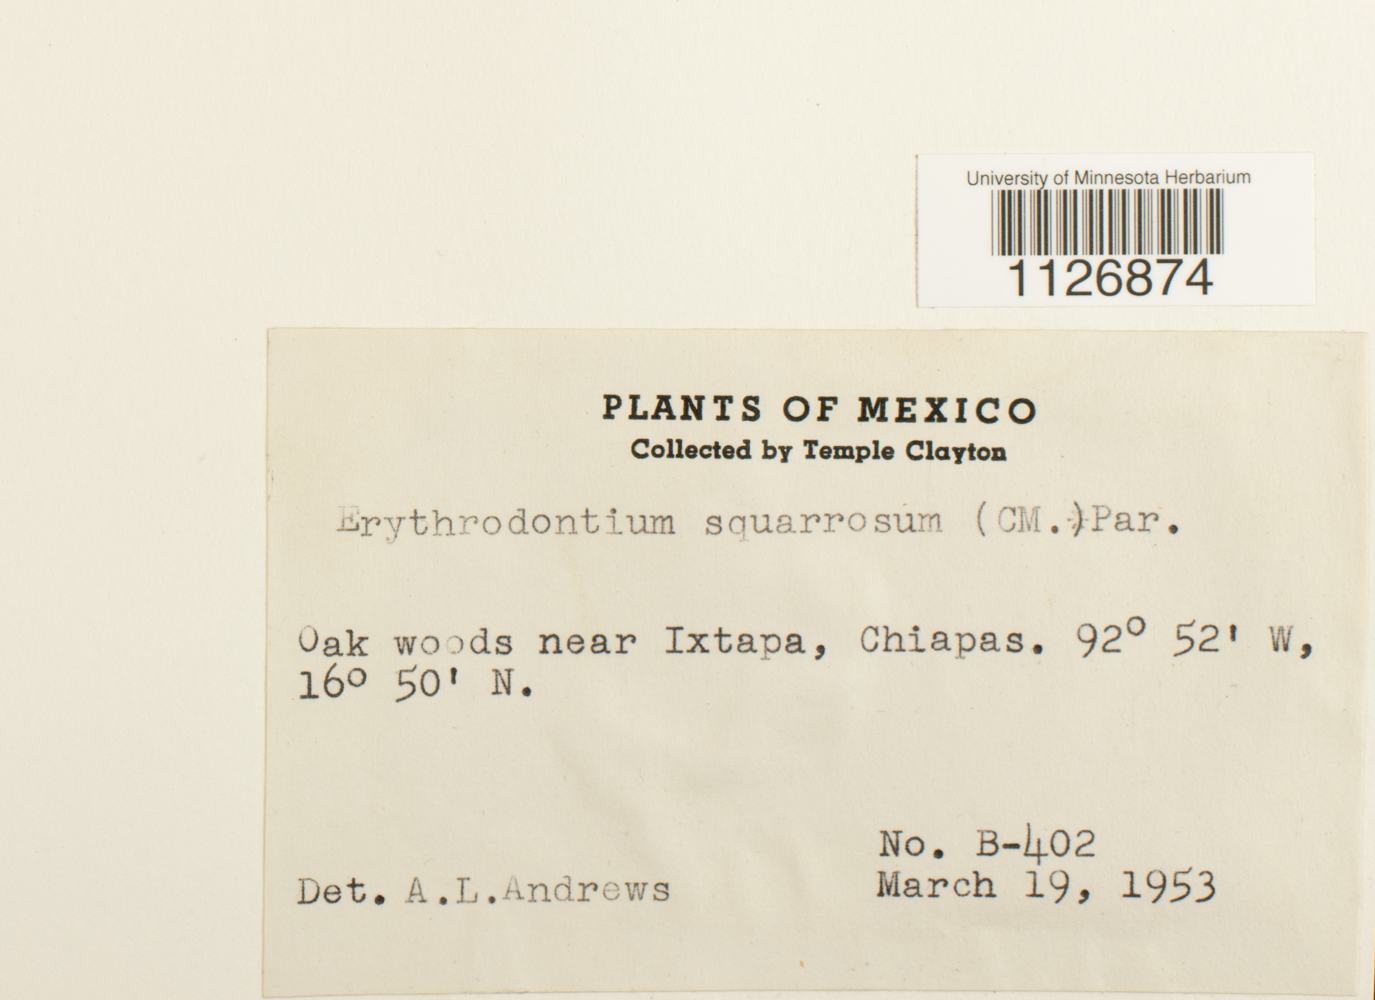 University of Minnesota Herbarium
1126874
PLANTS OF MEXICO
Collected by Temple Clayton
Erythrodontium squarrosum (CM.)Par.
Oak woods near Ixtapa, Chiapas. 92° 52' W,
16° 50' N.
No. B-402
Det. A.L.Andrews March 19, 1953